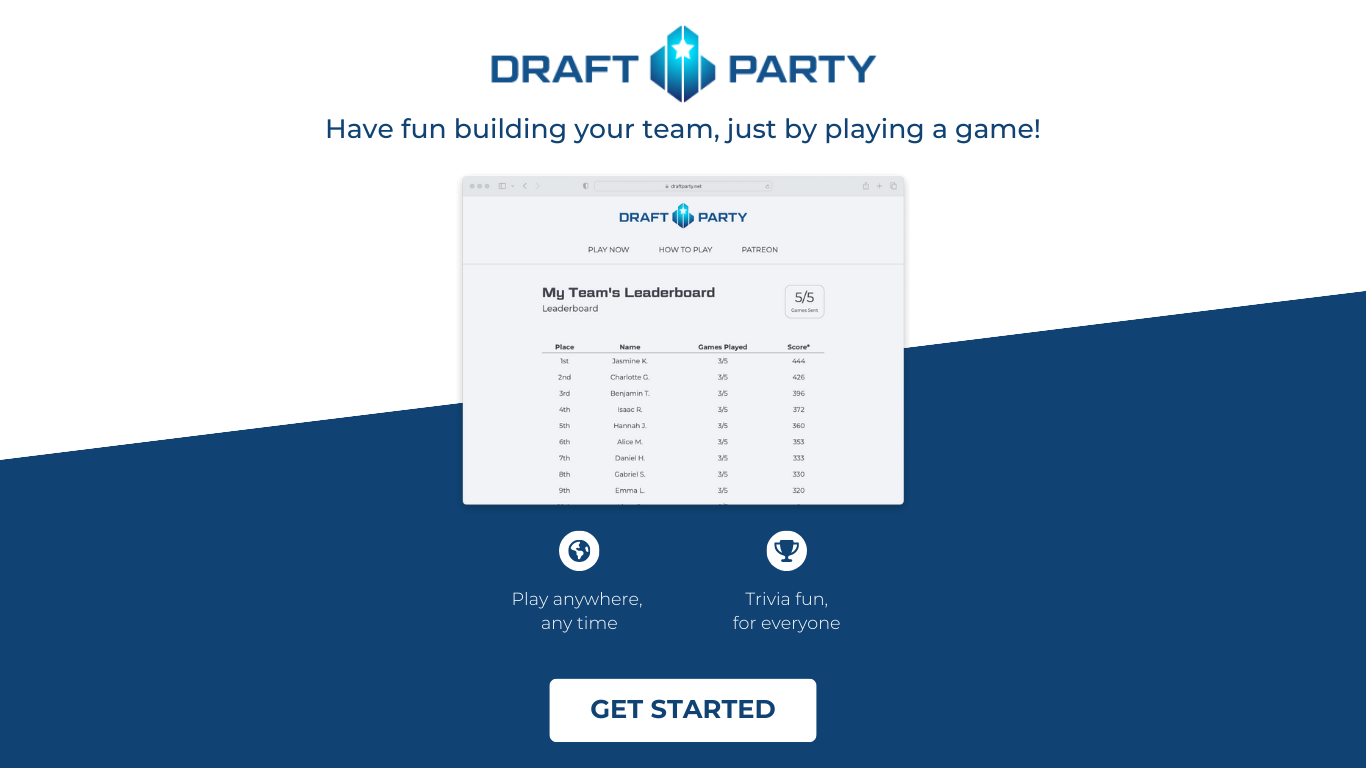 DRAFT PARTY
Have fun building your team, just by playing a game!
draftparty.net
DRAFT PARTY
PLAY NOW HOW TO PLAY PATREON
My Team's Leaderboard
Leaderboard
5/5
Games Sent
Place Name Games Played Score*
1st Jasmine K. 3/5 444
2nd Charlotte G. 3/5 426
3rd Benjamin T. 3/5 396
4th Isaac R. 3/5 372
5th Hannah J. 3/5 360
6th Alice M. 3/5 353
7th Daniel H. 3/5 333
8th Gabriel S. 3/5 330
9th Emma L. 3/5 320
Play anywhere,
any time
Trivia fun,
for everyone
GET STARTED